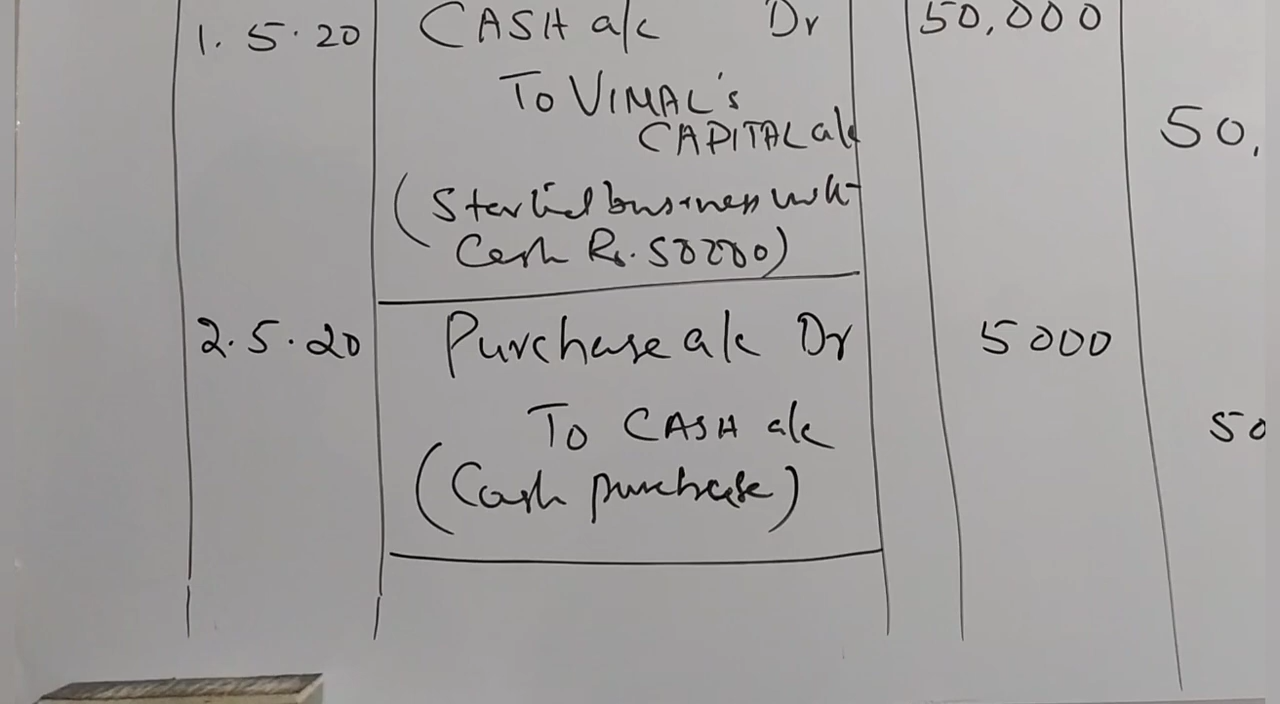 1. 5. 20 CASH a/c Dr 50,000
To VIMAL's
CAPITAL a/c 50,
(Started business with
Cash Rs. 50000)
2. 5. 20 Purchase a/c Dr 5000
To CASH a/c 50
(Cash purchase)